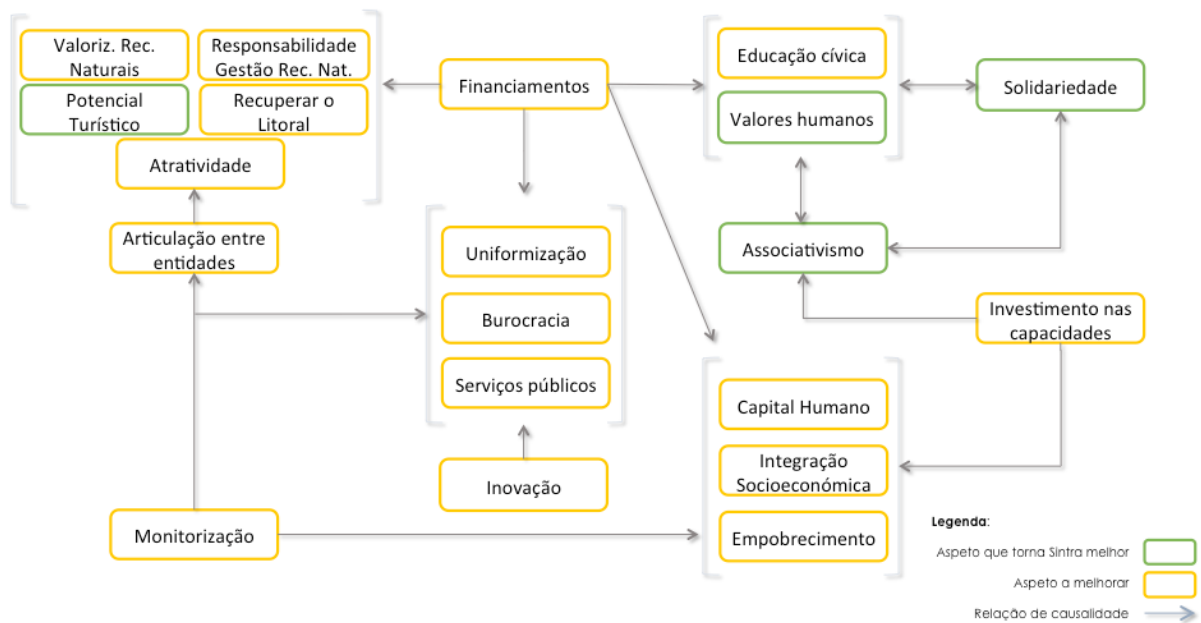 Valoriz. Rec.
Naturais
Responsabilidade
Gestão Rec. Nat.
Potencial
Turístico
Recuperar o
Litoral
Atratividade
Articulação entre
entidades
Financiamentos
Educação cívica
Valores humanos
Solidariedade
Associativismo
Uniformização
Burocracia
Serviços públicos
Investimento nas
capacidades
Capital Humano
Integração
Socioeconómica
Empobrecimento
Inovação
Monitorização
Legenda:
Aspeto que torna Sintra melhor
Aspeto a melhorar
Relação de causalidade